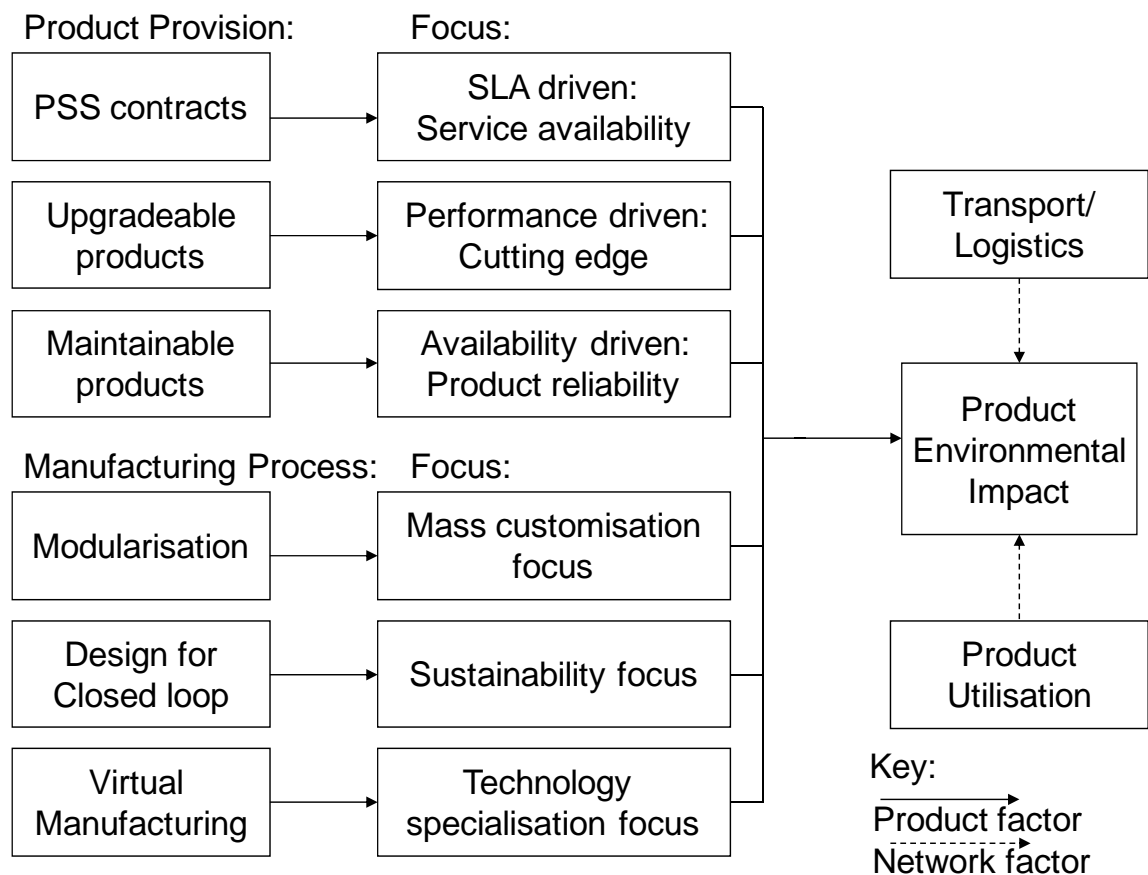 Product Provision:
Focus:
PSS contracts
SLA driven:
Service availability
Upgradeable
products
Performance driven:
Cutting edge
Maintainable
products
Availability driven:
Product reliability
Manufacturing Process:
Focus:
Modularisation
Mass customisation
focus
Design for
Closed loop
Sustainability focus
Virtual
Manufacturing
Technology
specialisation focus
Transport/
Logistics
Product
Environmental
Impact
Product
Utilisation
Key:
Product factor
Network factor